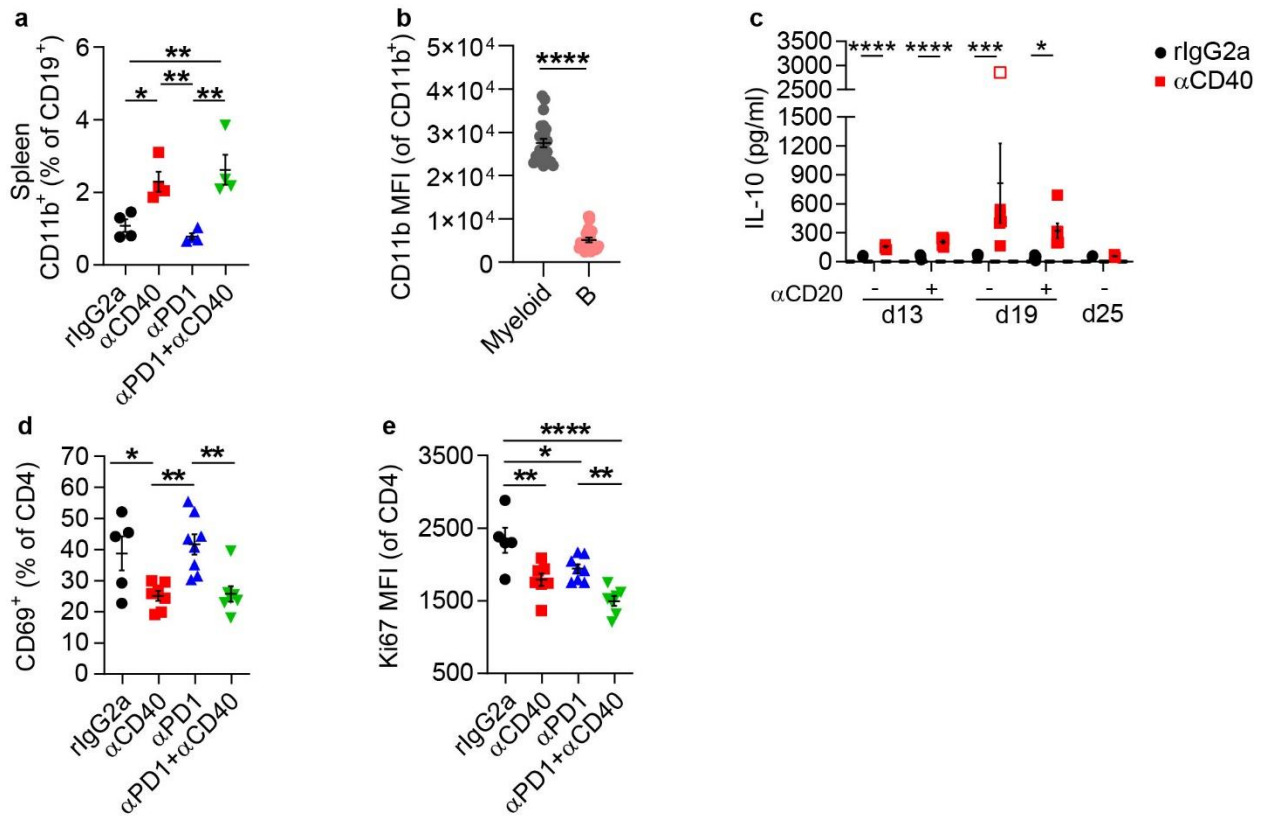 a
Spleen
CD11b⁺ (% of CD19⁺)
6
4
2
0
**
**
*
**
rIgG2a
αCD40
αPD1
αPD1+αCD40
b
CD11b MFI (of CD11b⁺)
5×10⁴
4×10⁴
3×10⁴
2×10⁴
1×10⁴
0
****
Myeloid
B
c
IL-10 (pg/ml)
3500
3000
2500
1500
1200
900
600
300
0
**** **** *** *
αCD20 - + - + -
d13 d19 d25
rIgG2a
αCD40
d
CD69⁺ (% of CD4)
70
60
50
40
30
20
10
0
* **
**
rIgG2a
αCD40
αPD1
αPD1+αCD40
e
Ki67 MFI (of CD4)
3500
2500
1500
500
****
*
** **
rIgG2a
αCD40
αPD1
αPD1+αCD40